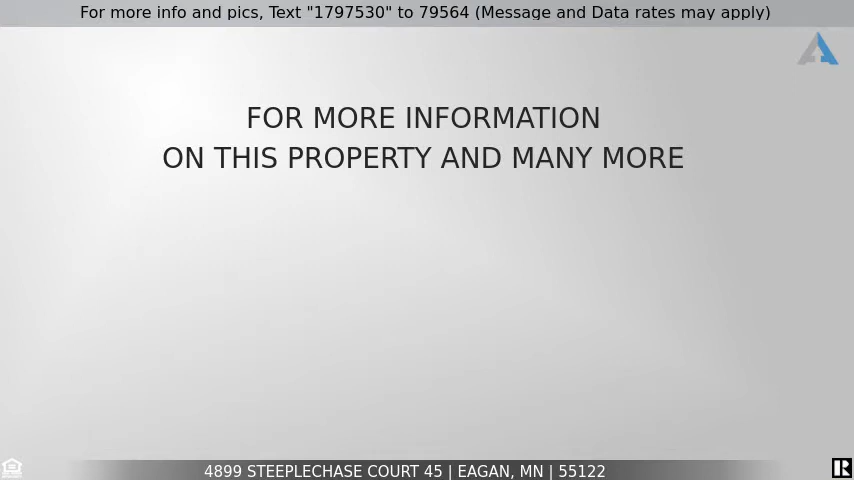 For more info and pics, Text "1797530" to 79564 (Message and Data rates may apply)
FOR MORE INFORMATION
ON THIS PROPERTY AND MANY MORE
4899 STEEPLECHASE COURT 45 | EAGAN, MN | 55122